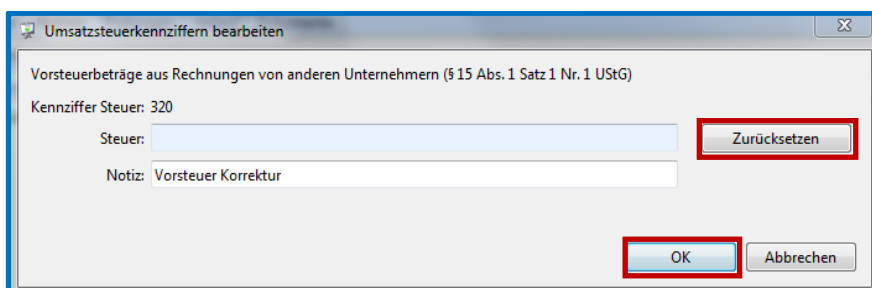 Umsatzsteuerkennziffern bearbeiten
Vorsteuerbeträge aus Rechnungen von anderen Unternehmern (§ 15 Abs. 1 Satz 1 Nr. 1 UStG)
Kennziffer Steuer: 320
Steuer:
Zurücksetzen
Notiz: Vorsteuer Korrektur
OK Abbrechen